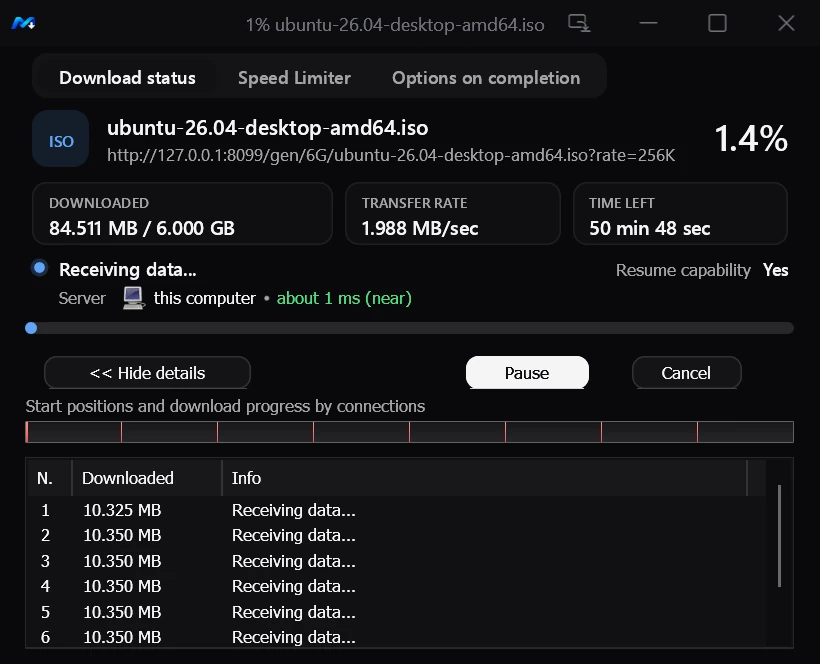 1% ubuntu-26.04-desktop-amd64.iso
Download status Speed Limiter Options on completion
ISO
ubuntu-26.04-desktop-amd64.iso
http://127.0.0.1:8099/gen/6G/ubuntu-26.04-desktop-amd64.iso?rate=256K
1.4%
DOWNLOADED
84.511 MB / 6.000 GB
TRANSFER RATE
1.988 MB/sec
TIME LEFT
50 min 48 sec
Receiving data...
Resume capability Yes
Server this computer • about 1 ms (near)
<< Hide details Pause Cancel
Start positions and download progress by connections
N. Downloaded Info
1 10.325 MB Receiving data...
2 10.350 MB Receiving data...
3 10.350 MB Receiving data...
4 10.350 MB Receiving data...
5 10.350 MB Receiving data...
6 10.350 MB Receiving data...